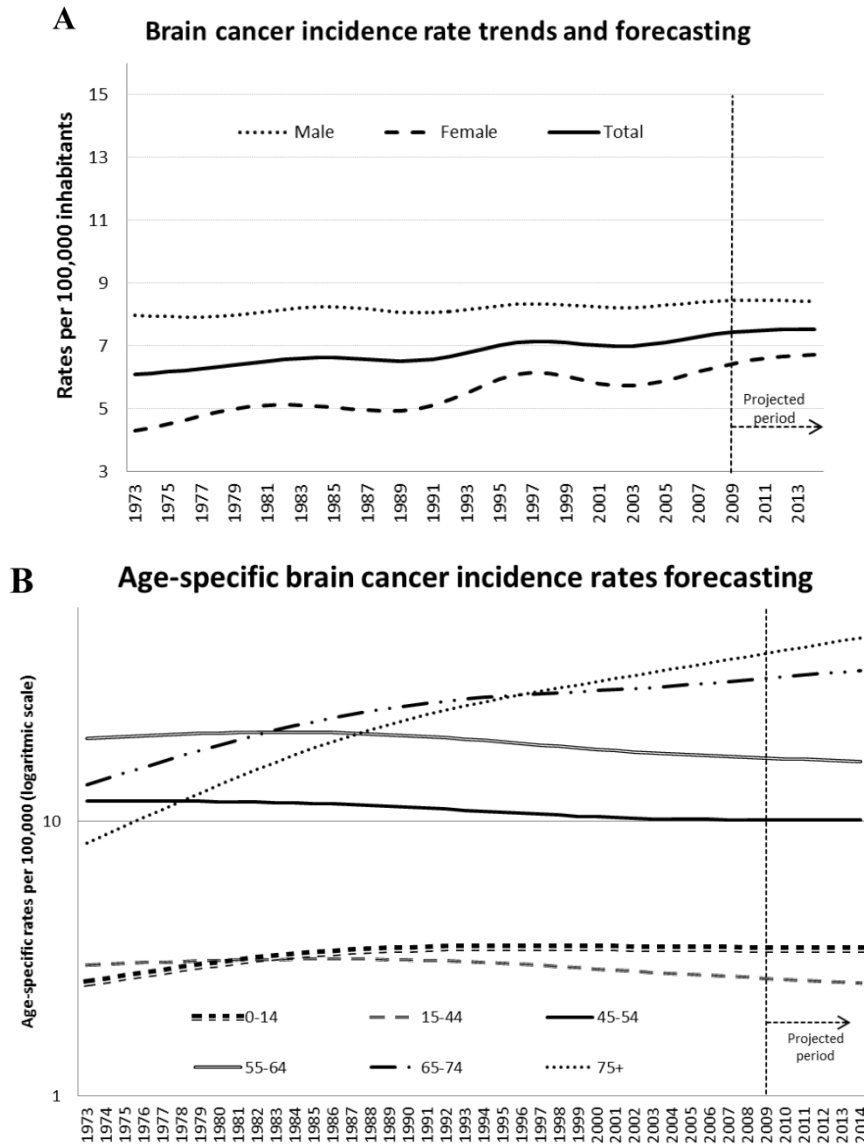 A
Brain cancer incidence rate trends and forecasting
Rates per 100,000 inhabitants
15
13
11
9
7
5
3
Male Female Total
Projected
period
1973 1975 1977 1979 1981 1983 1985 1987 1989 1991 1993 1995 1997 1999 2001 2003 2005 2007 2009 2011 2013
B
Age-specific brain cancer incidence rates forecasting
Age-specific rates per 100,000 (logaritmic scale)
10
1
0-14 15-44 45-54
55-64 65-74 75+
Projected
period
1973 1974 1975 1976 1977 1978 1979 1980 1981 1982 1983 1984 1985 1986 1987 1988 1989 1990 1991 1992 1993 1994 1995 1996 1997 1998 1999 2000 2001 2002 2003 2004 2005 2006 2007 2008 2009 2010 2011 2012 2013 2014